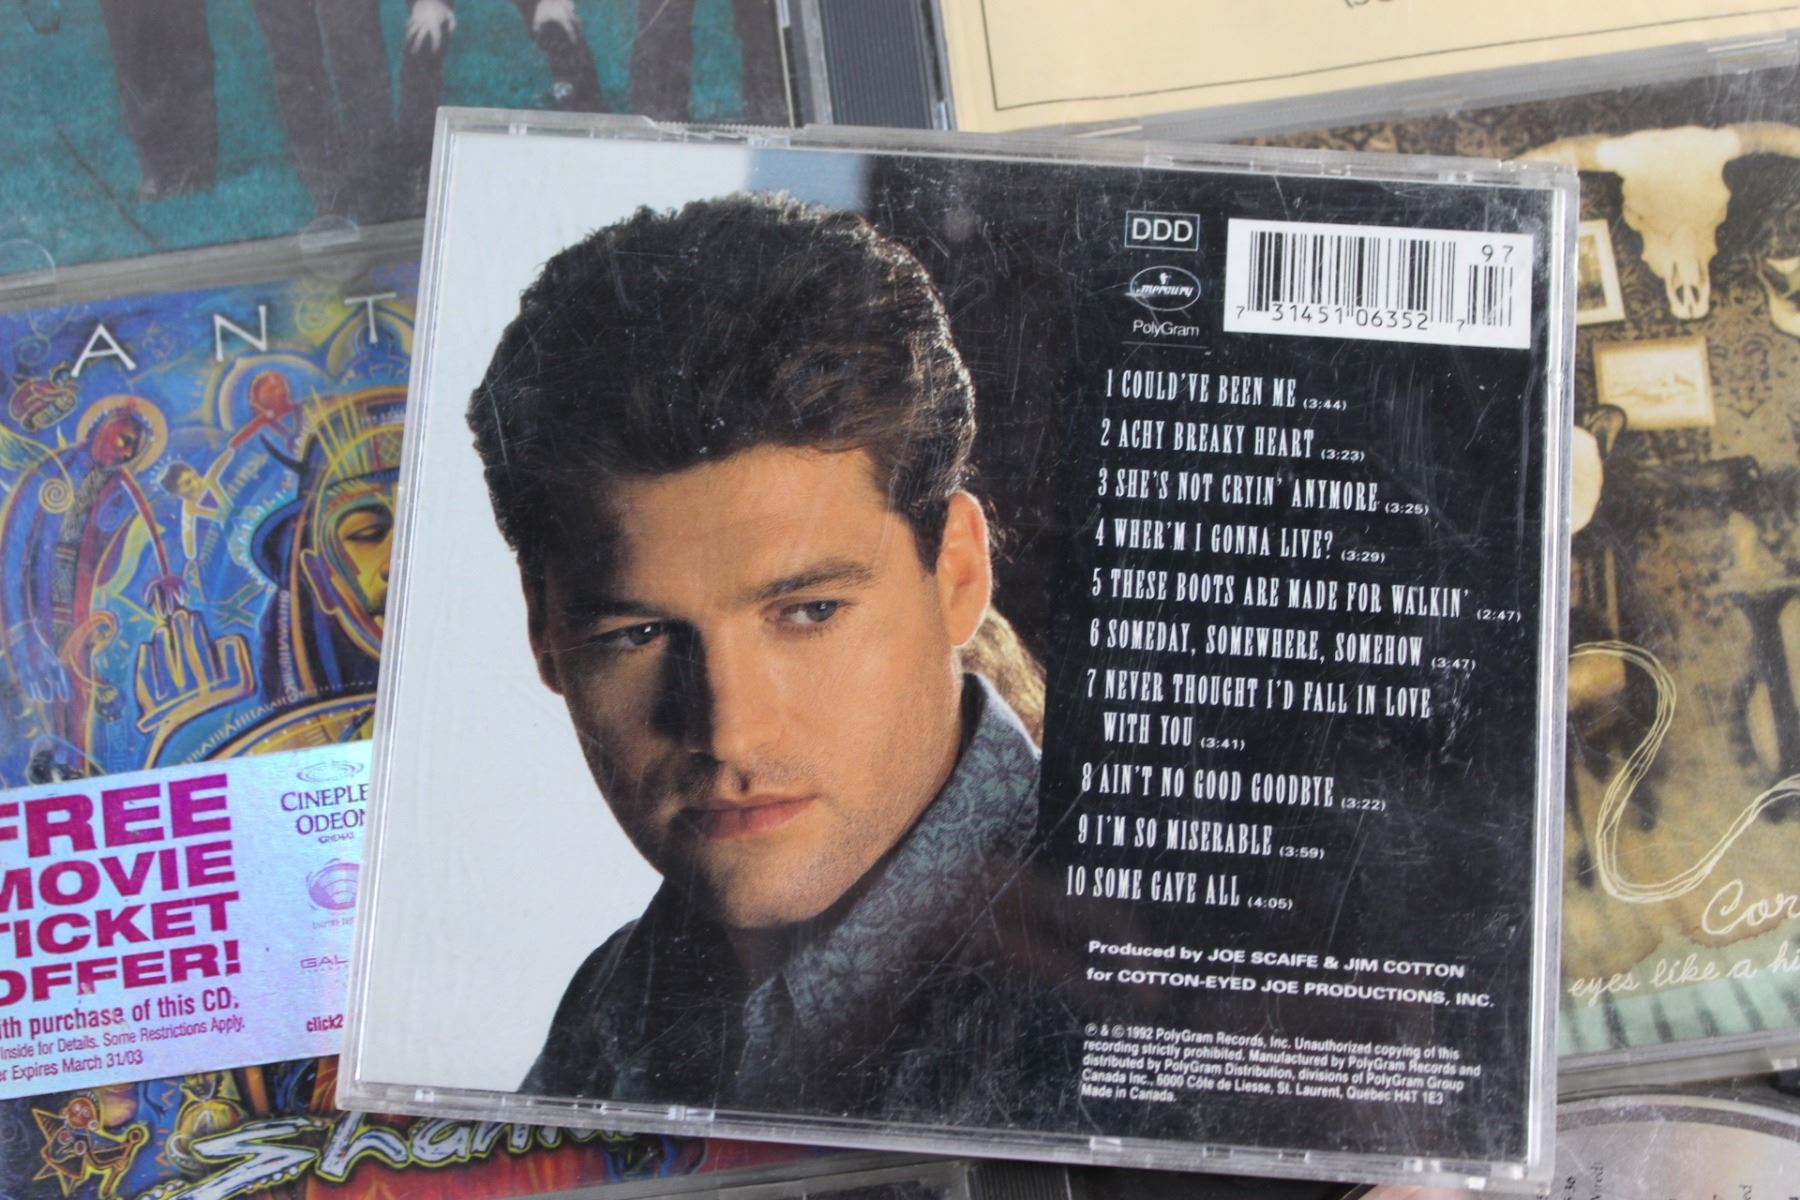 DDD
mercury
PolyGram
97
7 31451 06352 7
1 COULD'VE BEEN ME (3:44)
2 ACHY BREAKY HEART (3:23)
3 SHE'S NOT CRYIN' ANYMORE (3:25)
4 WHER'M I GONNA LIVE? (3:29)
5 THESE BOOTS ARE MADE FOR WALKIN' (2:47)
6 SOMEDAY, SOMEWHERE, SOMEHOW (3:47)
7 NEVER THOUGHT I'D FALL IN LOVE
WITH YOU (3:41)
8 AIN'T NO GOOD GOODBYE (3:22)
9 I'M SO MISERABLE (3:59)
10 SOME GAVE ALL (4:05)
Produced by JOE SCAIFE & JIM COTTON
for COTTON-EYED JOE PRODUCTIONS, INC.
℗ & © 1992 PolyGram Records, Inc. Unauthorized copying of this
recording strictly prohibited. Manufactured by PolyGram Records and
distributed by PolyGram Distribution, divisions of PolyGram Group
Canada Inc., 6000 Côte de Liesse, St. Laurent, Québec H4T 1E3
Made in Canada.
ANT
FREE
MOVIE
TICKET
OFFER!
with purchase of this CD.
Inside for Details. Some Restrictions Apply.
Expires March 31/03
CINEPLE
ODEON
CINEMAS
GAL
click2
Sham
Cor
eyes like a hi